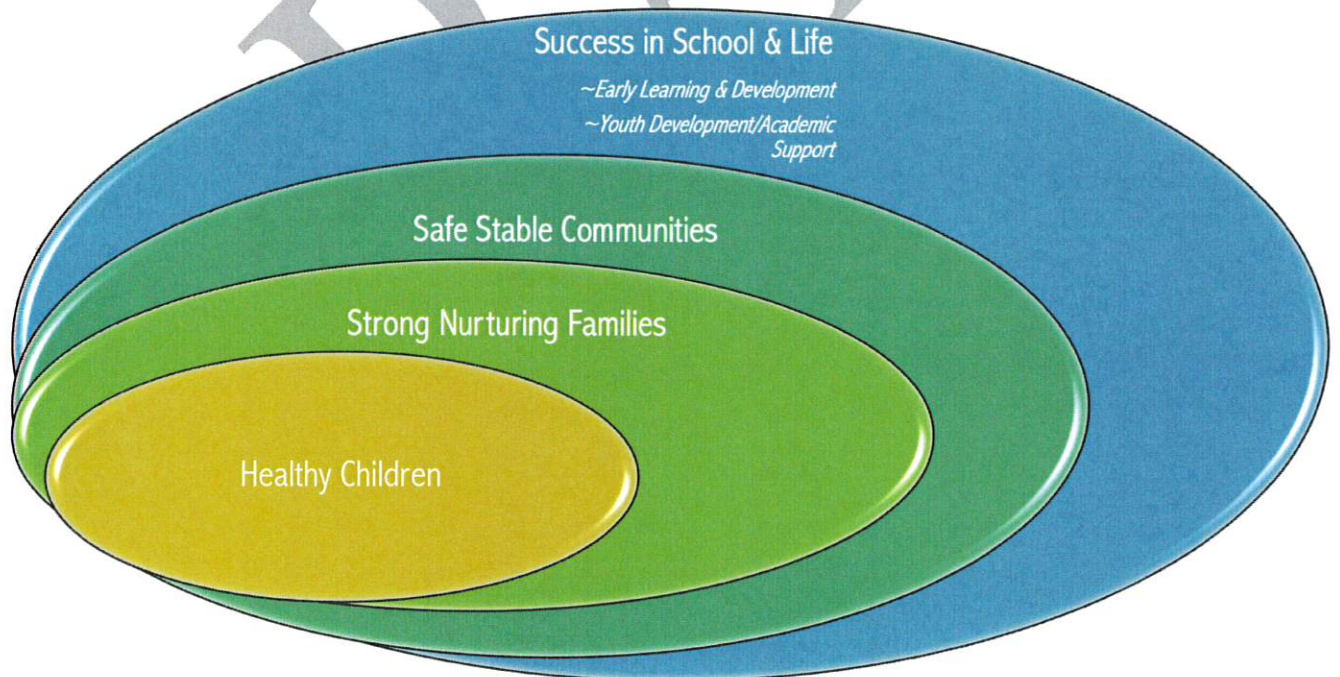 Success in School & Life
~Early Learning & Development
~Youth Development/Academic
Support
Safe Stable Communities
Strong Nurturing Families
Healthy Children